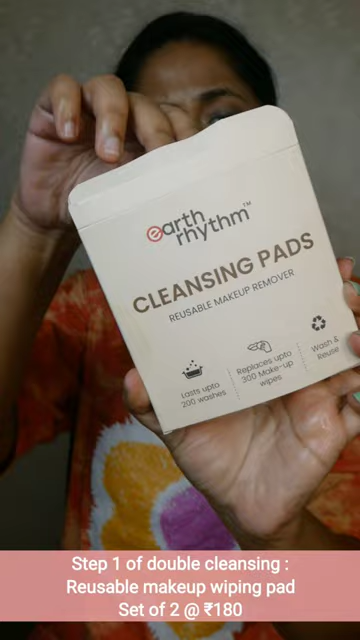 earth
rhythm™
CLEANSING PADS
REUSABLE MAKEUP REMOVER
Lasts upto
200 washes
Replaces upto
300 Make-up
wipes
Wash &
Reuse
Step 1 of double cleansing :
Reusable makeup wiping pad
Set of 2 @ ₹180